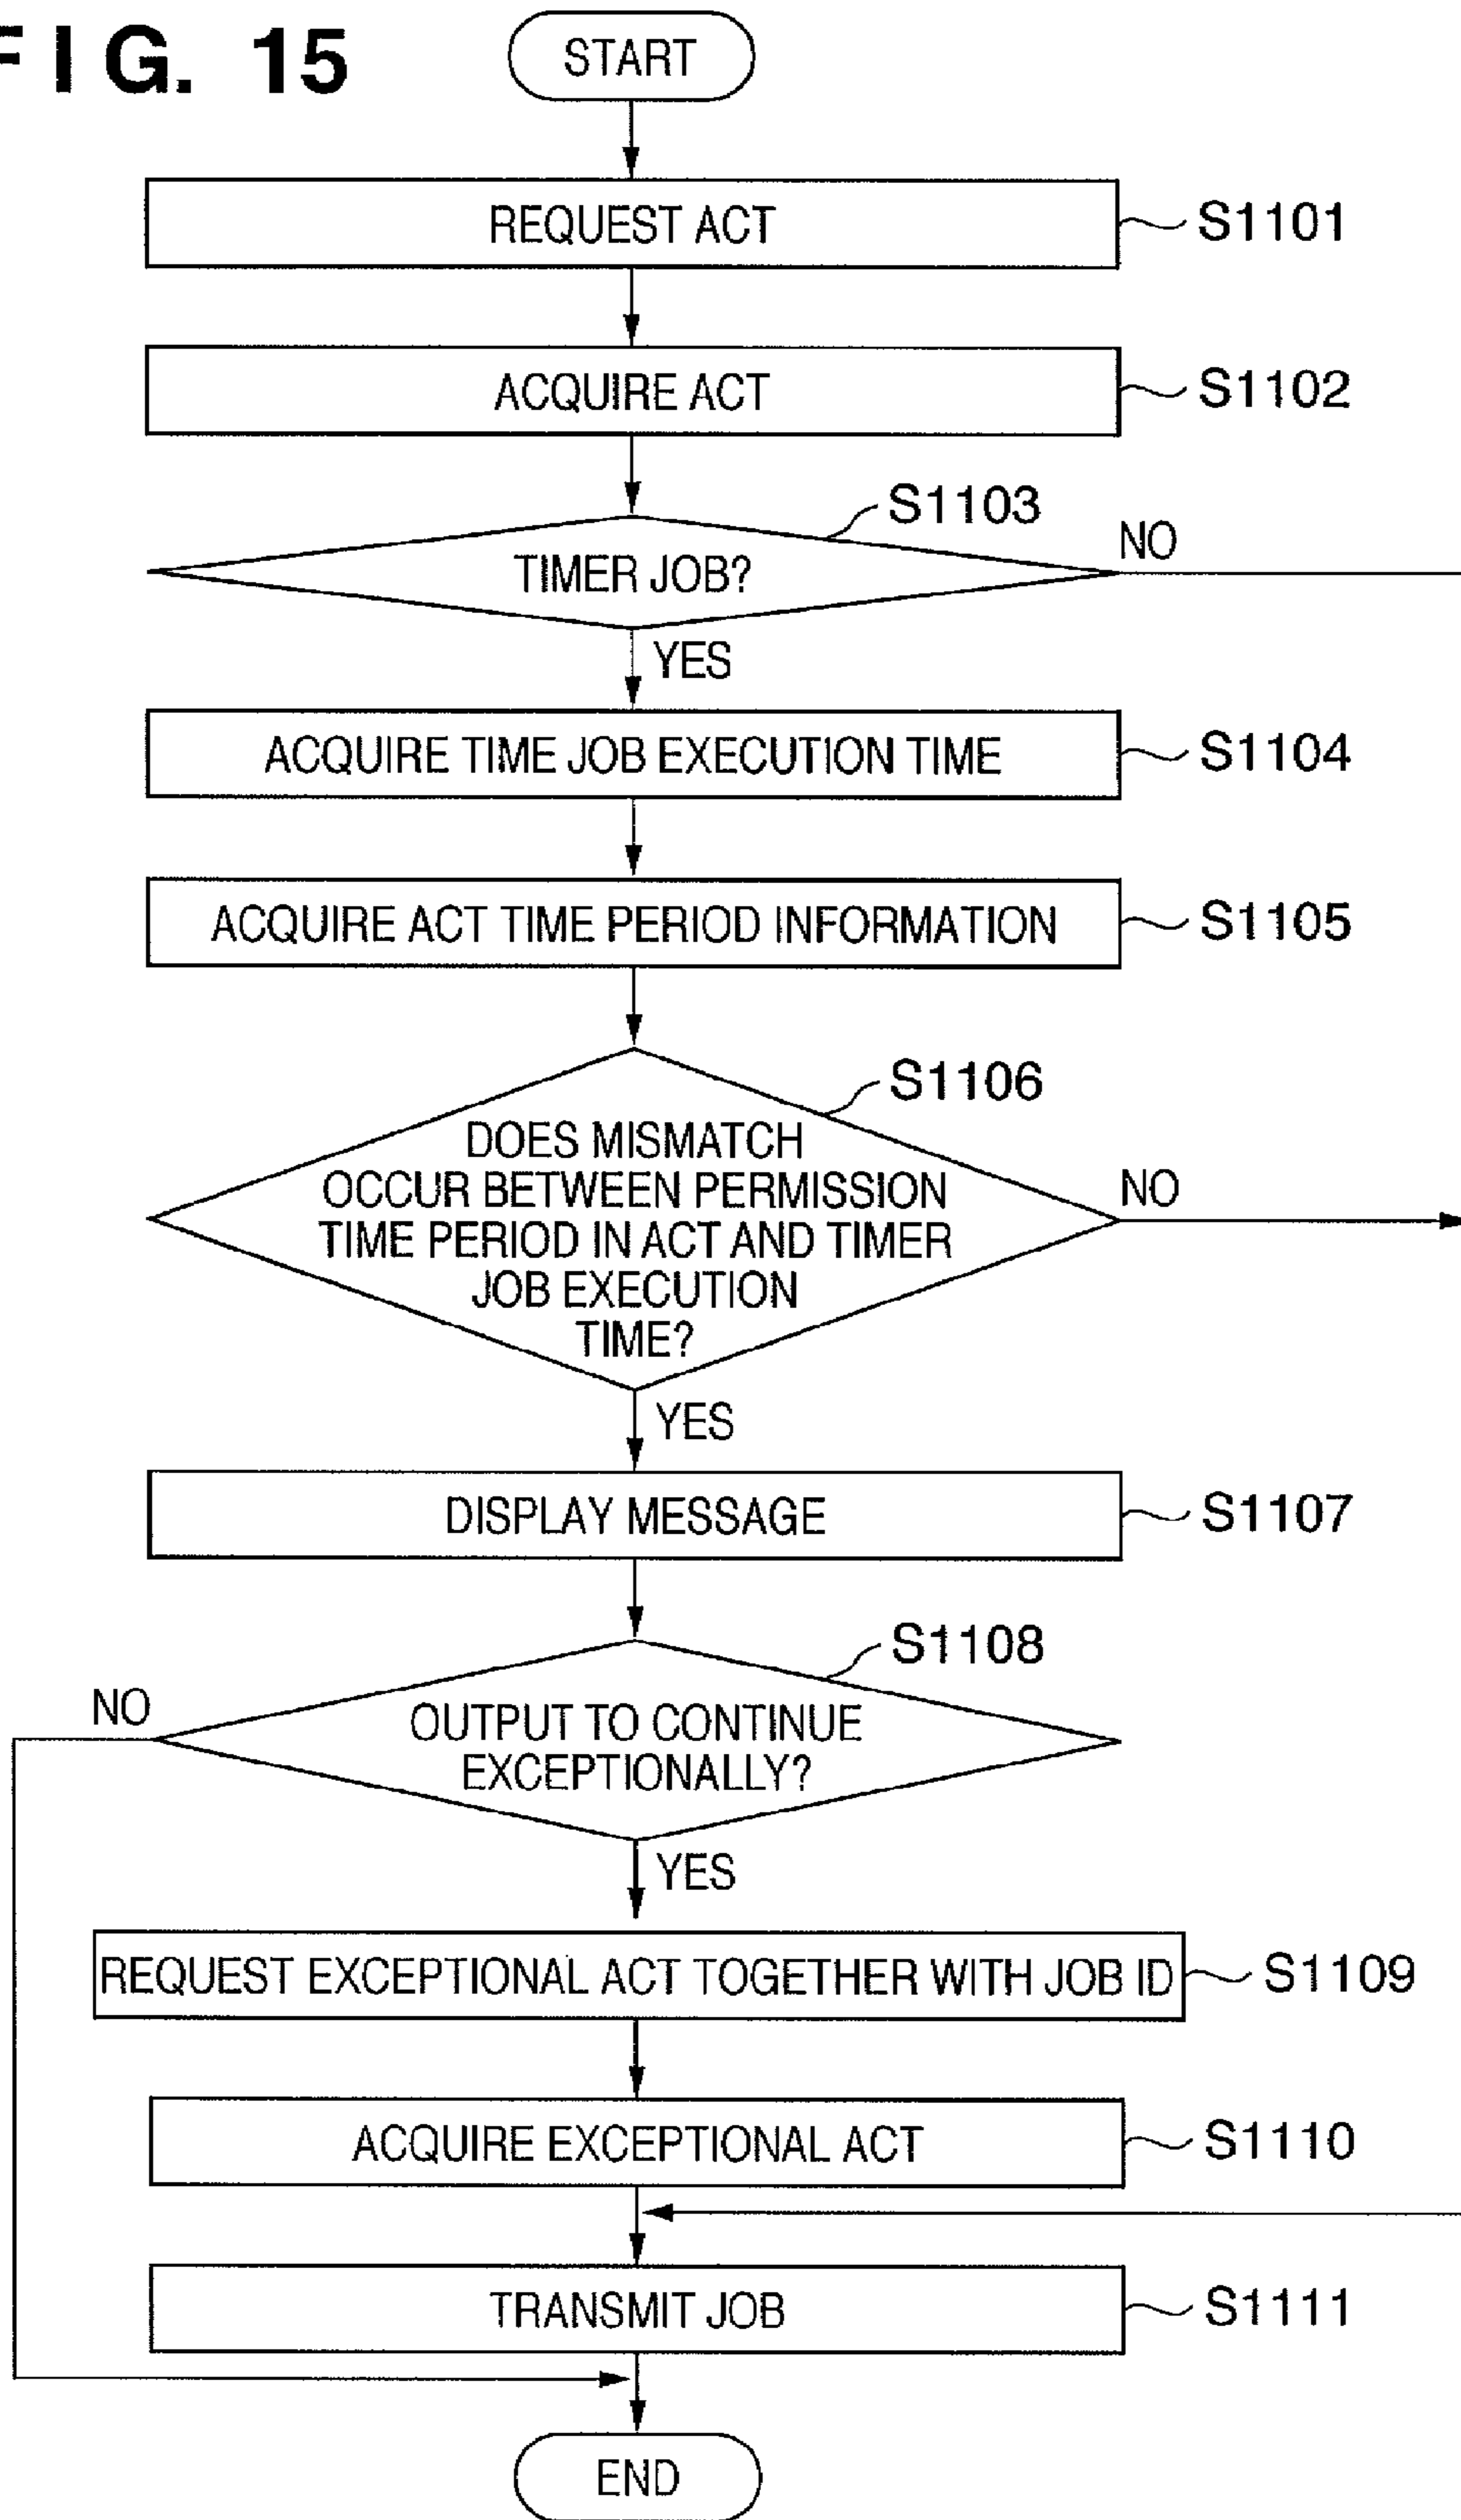 FIG. 15
START
REQUEST ACT
S1101
ACQUIRE ACT
S1102
S1103
TIMER JOB?
NO
YES
ACQUIRE TIME JOB EXECUTION TIME
S1104
ACQUIRE ACT TIME PERIOD INFORMATION
S1105
S1106
DOES MISMATCH
OCCUR BETWEEN PERMISSION
TIME PERIOD IN ACT AND TIMER
JOB EXECUTION
TIME?
NO
YES
DISPLAY MESSAGE
S1107
S1108
NO
OUTPUT TO CONTINUE
EXCEPTIONALLY?
YES
REQUEST EXCEPTIONAL ACT TOGETHER WITH JOB ID
S1109
ACQUIRE EXCEPTIONAL ACT
S1110
TRANSMIT JOB
S1111
END